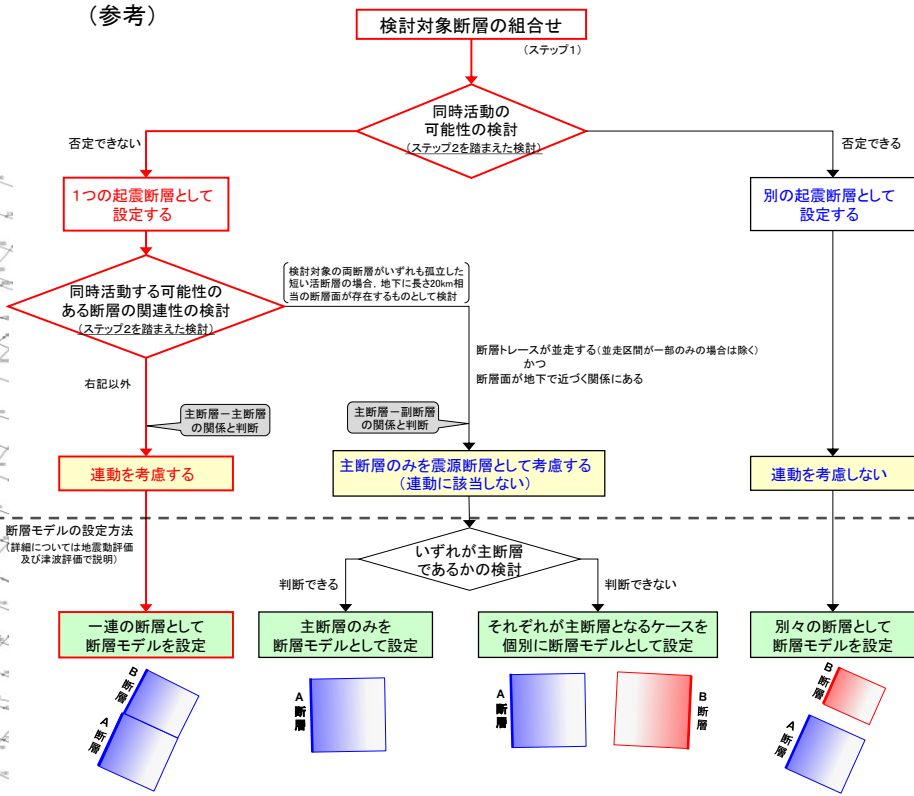 (参考)
検討対象断層の組合せ
(ステップ1)
同時活動の
可能性の検討
(ステップ2を踏まえた検討)
否定できない
否定できる
1つの起震断層として
設定する
別の起震断層として
設定する
同時活動する可能性の
ある断層の関連性の検討
(ステップ2を踏まえた検討)
検討対象の両断層がいずれも孤立した
短い活断層の場合、地下に長さ20km相
当の断層面が存在するものとして検討
断層トレースが並走する(並走区間が一部のみの場合は除く)
かつ
断層面が地下で近づく関係にある
右記以外
主断層－主断層
の関係と判断
主断層－副断層
の関係と判断
連動を考慮する
主断層のみを震源断層として考慮する
(連動に該当しない)
連動を考慮しない
断層モデルの設定方法
(詳細については地震動評価
及び津波評価で説明)
いずれが主断層
であるかの検討
判断できる
判断できない
一連の断層として
断層モデルを設定
主断層のみを
断層モデルとして設定
それぞれが主断層となるケースを
個別に断層モデルとして設定
別々の断層として
断層モデルを設定
B断層
A断層
A断層
A断層
B断層
B断層
A断層